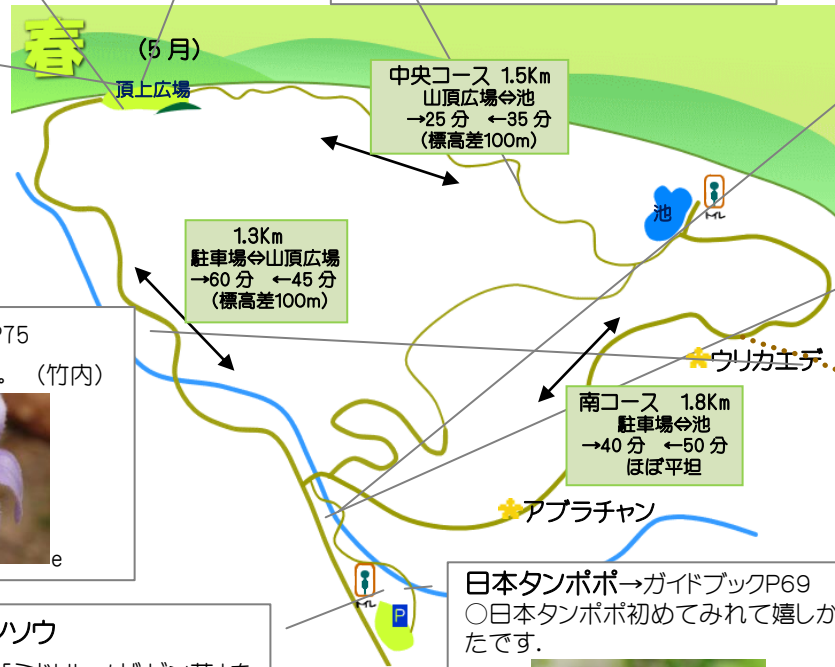 春
(5月)
頂上広場
中央コース 1.5Km
山頂広場⇔池
→25分 ←35分
(標高差100m)
池
トイレ
1.3Km
駐車場⇔山頂広場
→60分 ←45分
(標高差100m)
P75
。(竹内)
e
ウリカエデ
南コース 1.8Km
駐車場⇔池
→40分 ←50分
ほぼ平坦
アブラチャン
トイレ
P
日本タンポポ→ガイドブックP69
○日本タンポポ初めてみれて嬉しか
たです.
ソウ